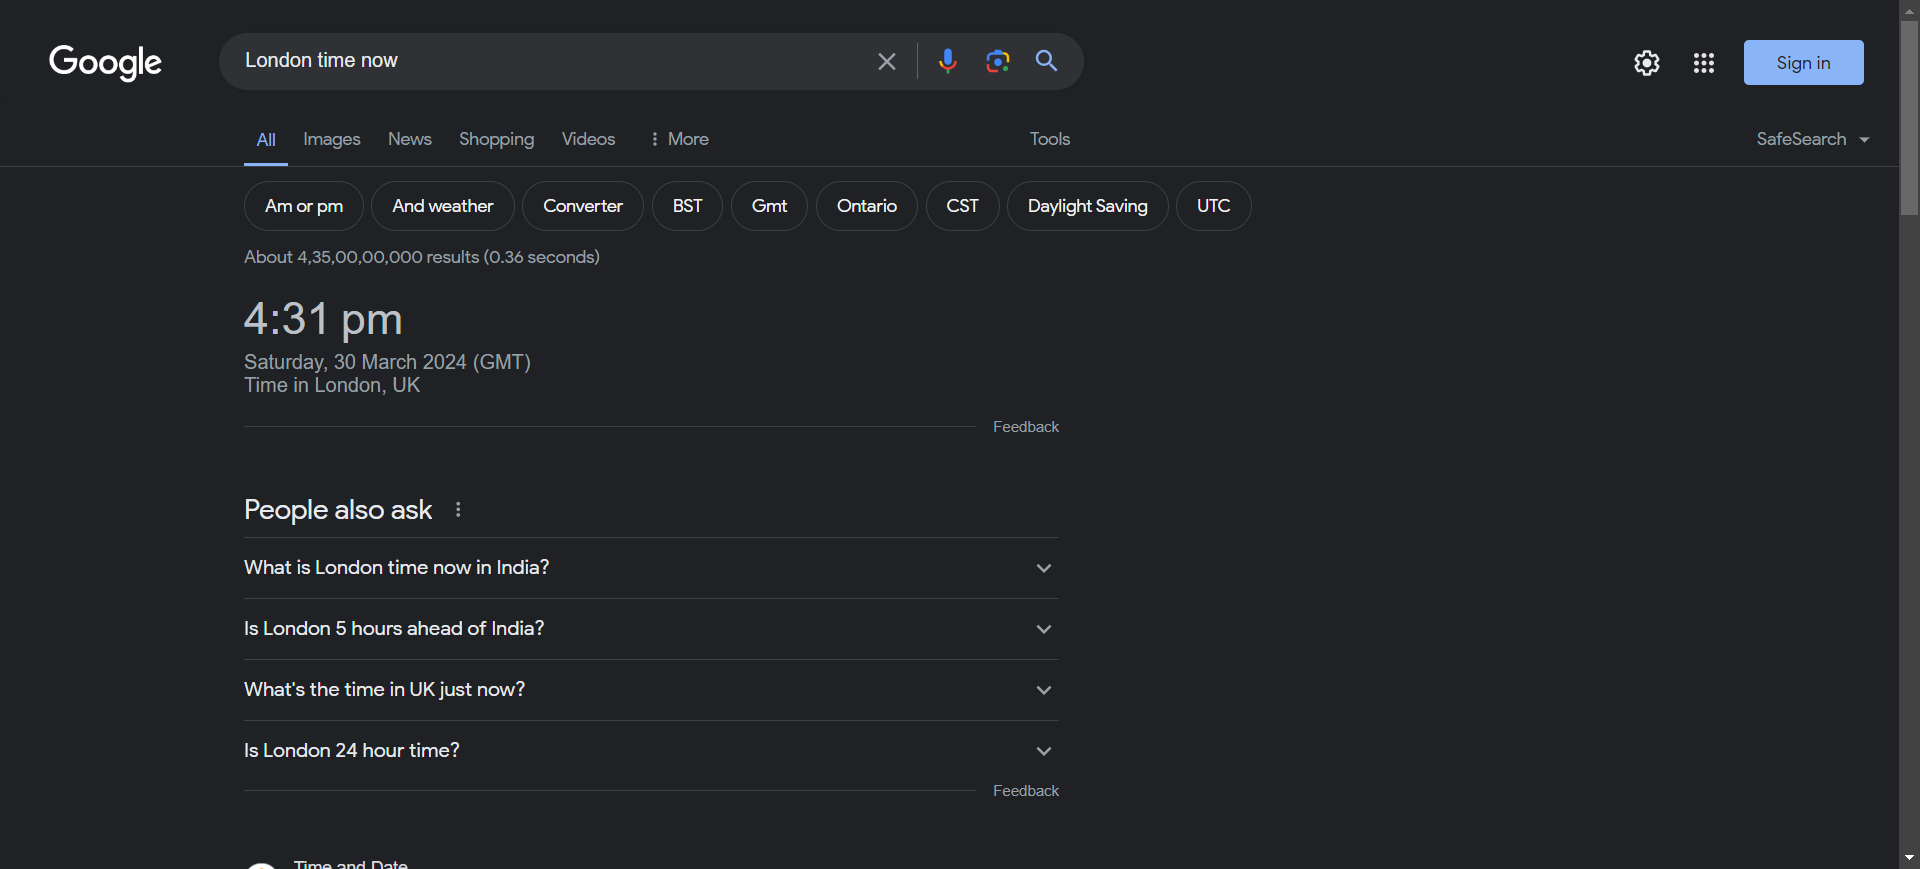 Google
London time now
Sign in
All Images News Shopping Videos More Tools SafeSearch
Am or pm And weather Converter BST Gmt Ontario CST Daylight Saving UTC
About 4,35,00,00,000 results (0.36 seconds)
4:31 pm
Saturday, 30 March 2024 (GMT)
Time in London, UK
Feedback
People also ask
What is London time now in India?
Is London 5 hours ahead of India?
What's the time in UK just now?
Is London 24 hour time?
Feedback
Time and Date